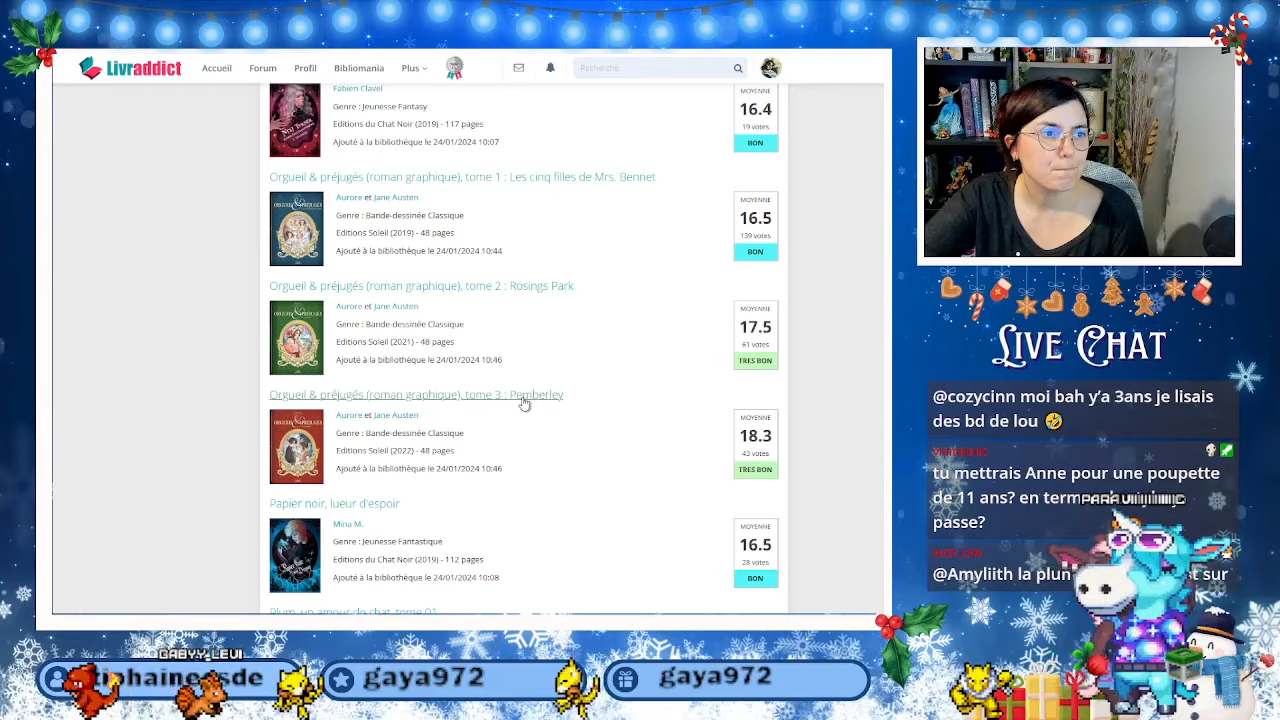 Livraddict
Accueil
Forum
Profil
Bibliomania
Plus
Recherche
Fabien Clavel
Genre : Jeunesse Fantasy
Editions du Chat Noir (2019) - 117 pages
Ajouté à la bibliothèque le 24/01/2024 10:07
MOYENNE
16.4
19 votes
BON
Orgueil & préjugés (roman graphique), tome 1 : Les cinq filles de Mrs. Bennet
Aurore et Jane Austen
Genre : Bande-dessinée Classique
Editions Soleil (2019) - 48 pages
Ajouté à la bibliothèque le 24/01/2024 10:44
MOYENNE
16.5
139 votes
BON
Orgueil & préjugés (roman graphique), tome 2 : Rosings Park
Aurore et Jane Austen
Genre : Bande-dessinée Classique
Editions Soleil (2021) - 48 pages
Ajouté à la bibliothèque le 24/01/2024 10:46
MOYENNE
17.5
61 votes
TRES BON
Orgueil & préjugés (roman graphique), tome 3 : Pemberley
Aurore et Jane Austen
Genre : Bande-dessinée Classique
Editions Soleil (2022) - 48 pages
Ajouté à la bibliothèque le 24/01/2024 10:46
MOYENNE
18.3
43 votes
TRES BON
Papier noir, lueur d'espoir
Mina M.
Genre : Jeunesse Fantastique
Editions du Chat Noir (2019) - 112 pages
Ajouté à la bibliothèque le 24/01/2024 10:08
MOYENNE
16.5
28 votes
BON
Plum, un amour de chat, tome 01
LIVE CHAT
@cozycinn moi bah y'a 3ans je lisais
des bd de lou 🤣
tu mettrais Anne pour une poupette
de 11 ans? en term
passe?
@Amyliith la plun
st sur
GABYY_LEVI
gaya972
gaya972